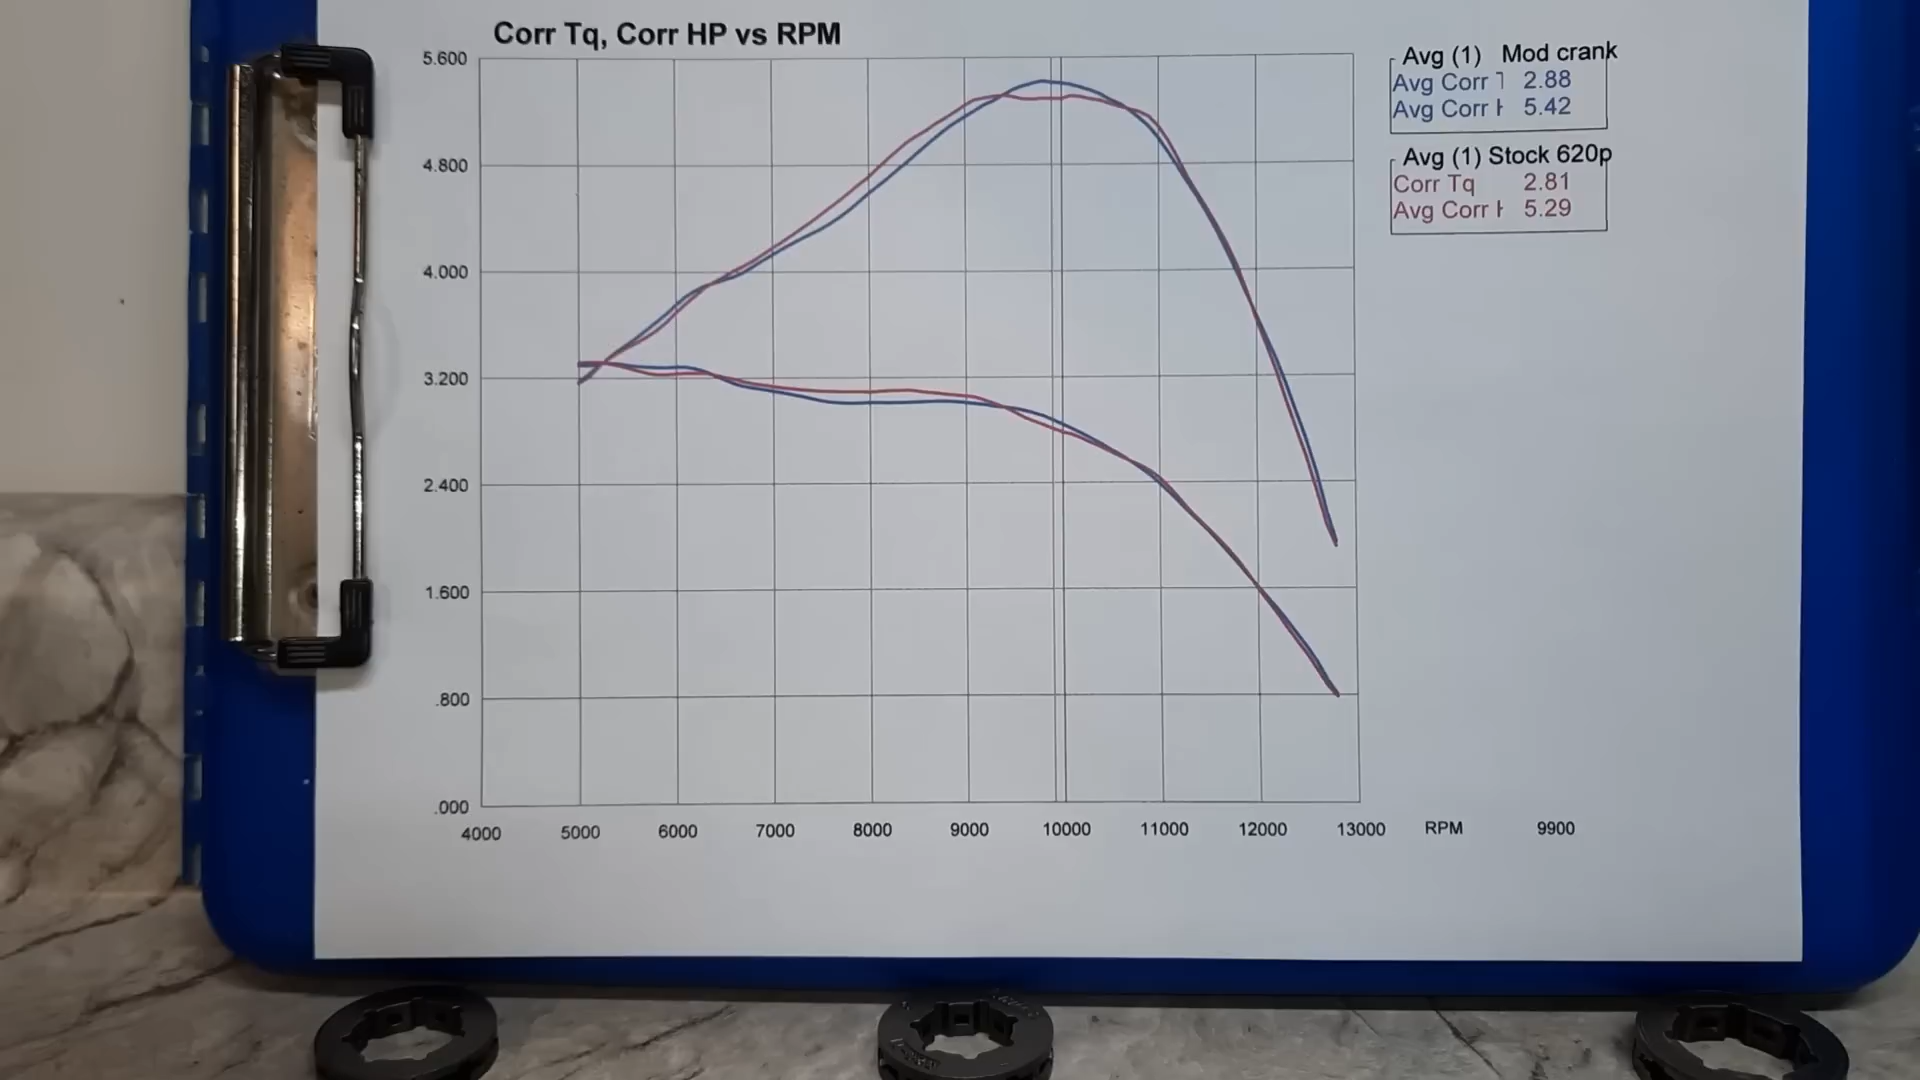 Corr Tq, Corr HP vs RPM
5.600
4.800
4.000
3.200
2.400
1.600
.800
.000
4000 5000 6000 7000 8000 9000 10000 11000 12000 13000 RPM 9900
Avg (1) Mod crank
Avg Corr T 2.88
Avg Corr H 5.42
Avg (1) Stock 620p
Corr Tq 2.81
Avg Corr H 5.29